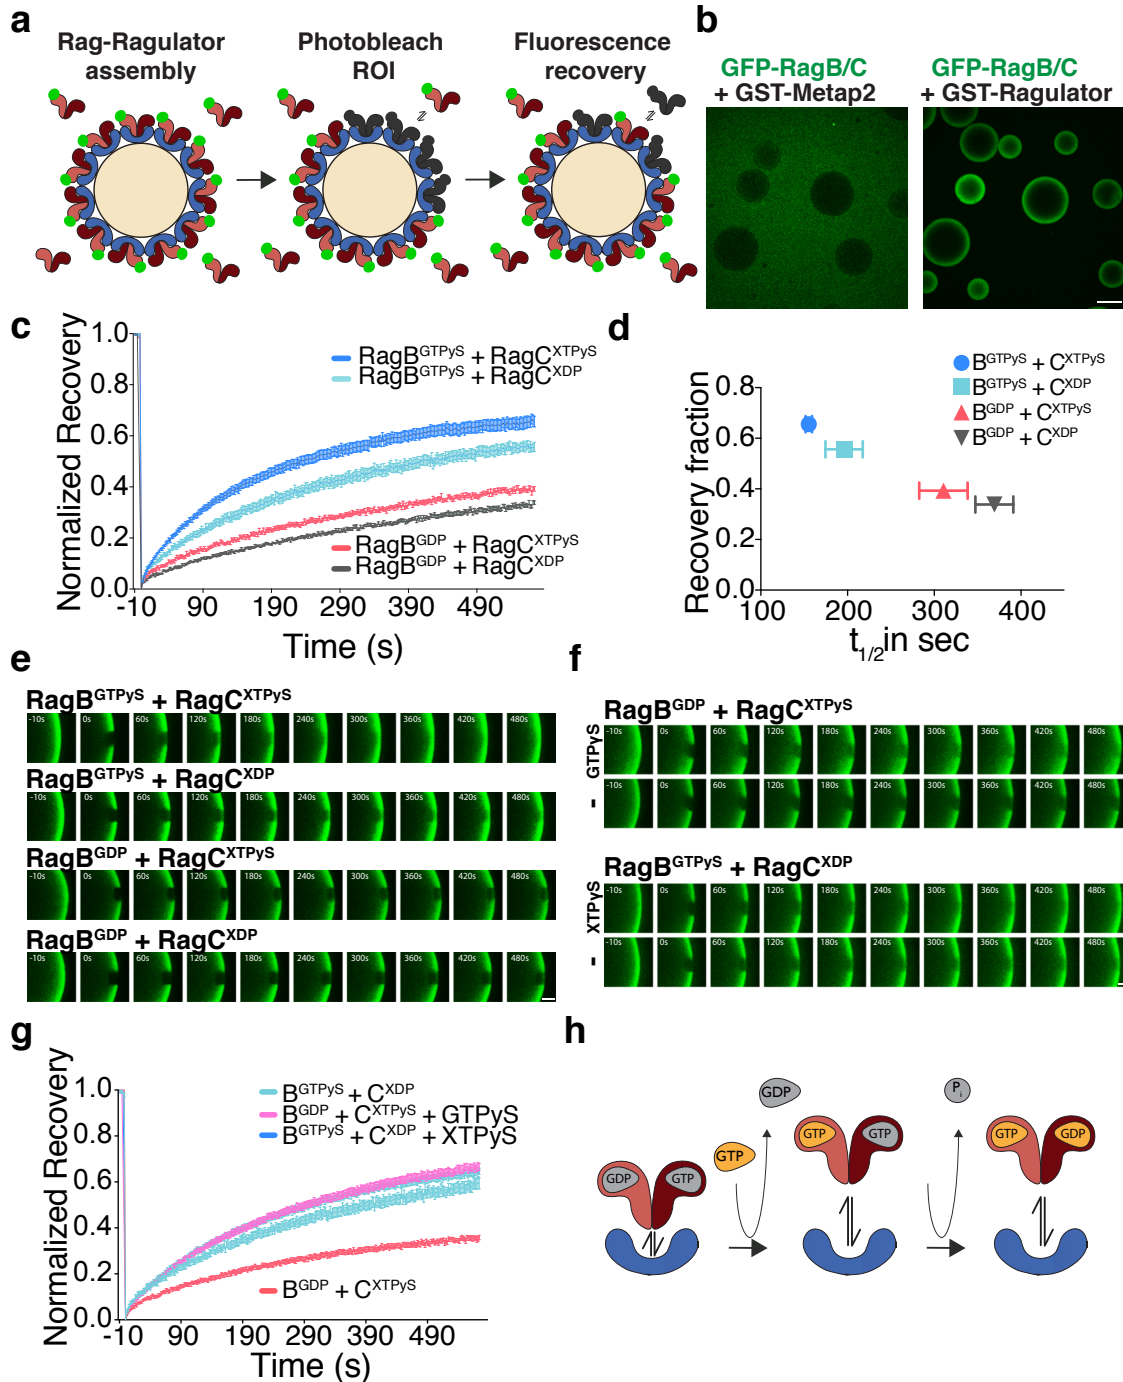 a
Rag-Ragulator
assembly
Photobleach
ROI
Fluorescence
recovery
b
GFP-RagB/C
+ GST-Metap2
GFP-RagB/C
+ GST-Ragulator
c
Normalized Recovery
1.0
0.8
0.6
0.4
0.2
0.0
RagB^GTPγS + RagC^XTPγS
RagB^GTPγS + RagC^XDP
RagB^GDP + RagC^XTPγS
RagB^GDP + RagC^XDP
-10 90 190 290 390 490
Time (s)
d
Recovery fraction
0.8
0.6
0.4
0.2
0.0
B^GTPγS + C^XTPγS
B^GTPγS + C^XDP
B^GDP + C^XTPγS
B^GDP + C^XDP
100 200 300 400
t1/2 in sec
e
RagB^GTPγS + RagC^XTPγS
-10s 0s 60s 120s 180s 240s 300s 360s 420s 480s
RagB^GTPγS + RagC^XDP
-10s 0s 60s 120s 180s 240s 300s 360s 420s 480s
RagB^GDP + RagC^XTPγS
-10s 0s 60s 120s 180s 240s 300s 360s 420s 480s
RagB^GDP + RagC^XDP
-10s 0s 60s 120s 180s 240s 300s 360s 420s 480s
f
RagB^GDP + RagC^XTPγS
GTPγS
-10s 0s 60s 120s 180s 240s 300s 360s 420s 480s
-
-10s 0s 60s 120s 180s 240s 300s 360s 420s 480s
RagB^GTPγS + RagC^XDP
XTPγS
-10s 0s 60s 120s 180s 240s 300s 360s 420s 480s
-
-10s 0s 60s 120s 180s 240s 300s 360s 420s 480s
g
Normalized Recovery
1.0
0.8
0.6
0.4
0.2
0.0
B^GTPγS + C^XDP
B^GDP + C^XTPγS + GTPγS
B^GTPγS + C^XDP + XTPγS
B^GDP + C^XTPγS
-10 90 190 290 390 490
Time (s)
h
GDP
Pi
GTP
GDP GTP
GTP GTP
GTP GDP